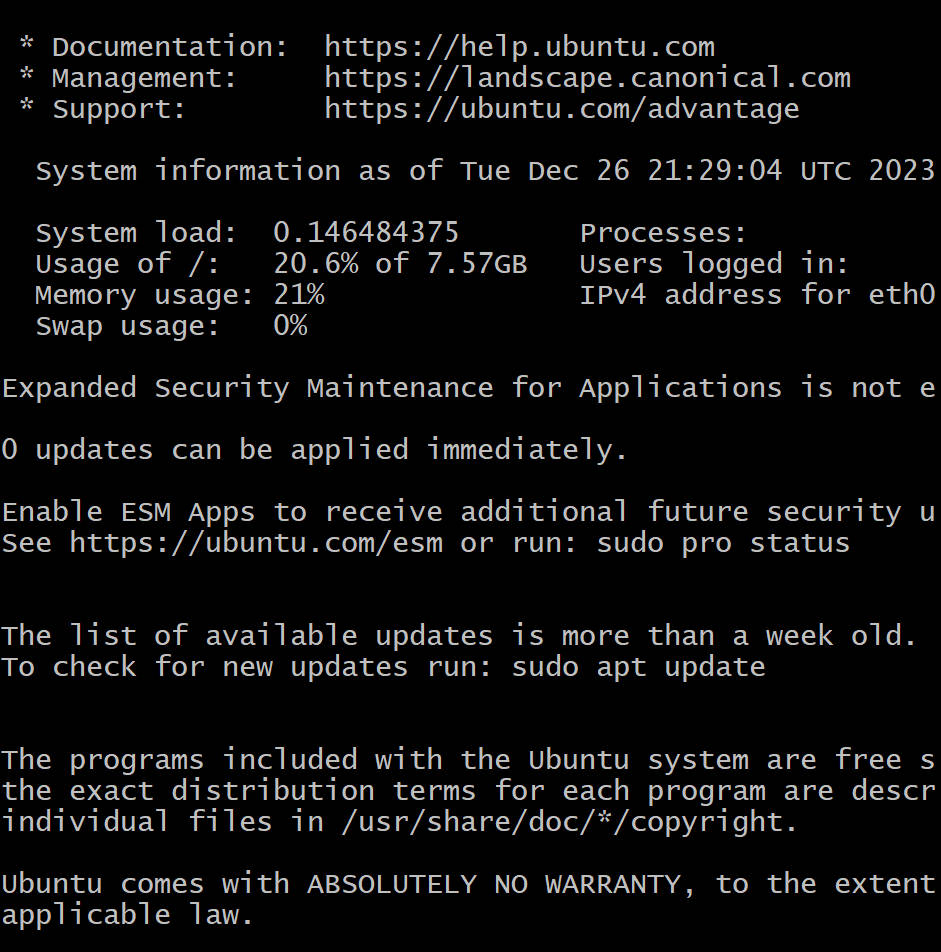 * Documentation:  https://help.ubuntu.com
* Management:     https://landscape.canonical.com
* Support:        https://ubuntu.com/advantage
System information as of Tue Dec 26 21:29:04 UTC 2023
System load:  0.146484375       Processes:
Usage of /:   20.6% of 7.57GB   Users logged in:
Memory usage: 21%               IPv4 address for eth0
Swap usage:   0%
Expanded Security Maintenance for Applications is not e
0 updates can be applied immediately.
Enable ESM Apps to receive additional future security u
See https://ubuntu.com/esm or run: sudo pro status
The list of available updates is more than a week old.
To check for new updates run: sudo apt update
The programs included with the Ubuntu system are free s
the exact distribution terms for each program are descr
individual files in /usr/share/doc/*/copyright.
Ubuntu comes with ABSOLUTELY NO WARRANTY, to the extent
applicable law.